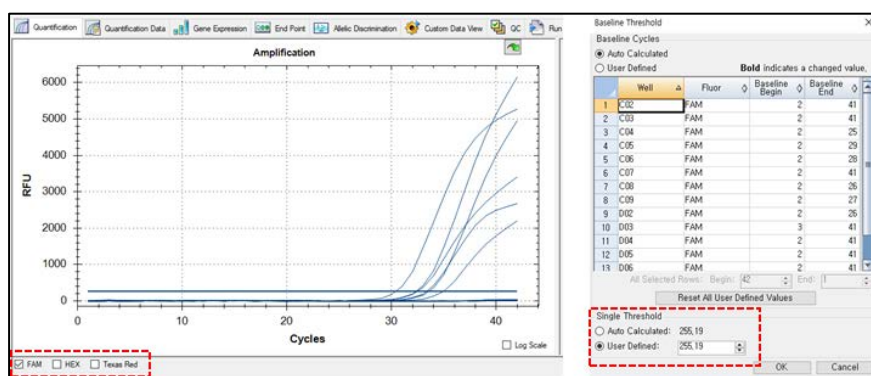 Quantification Quantification Data Gene Expression End Point Allelic Discrimination Custom Data View QC Run
Amplification
6000
5000
4000
3000
2000
1000
0
RFU
0 10 20 30 40
Cycles
Log Scale
FAM HEX Texas Red
Baseline Threshold
Baseline Cycles
Auto Calculated
User Defined Bold indicates a changed value,
Well Fluor Baseline Begin Baseline End
1 C02 FAM 2 41
2 C03 FAM 2 41
3 C04 FAM 2 25
4 C05 FAM 2 29
5 C06 FAM 2 28
6 C07 FAM 2 41
7 C08 FAM 2 26
8 C09 FAM 2 27
9 D02 FAM 2 26
10 D03 FAM 3 41
11 D04 FAM 2 41
12 D05 FAM 2 41
13 D06 FAM 2 41
All Selected Rows: Begin: 42 End: 1
Reset All User Defined Values
Single Threshold
Auto Calculated: 255,19
User Defined: 255,19
OK Cancel